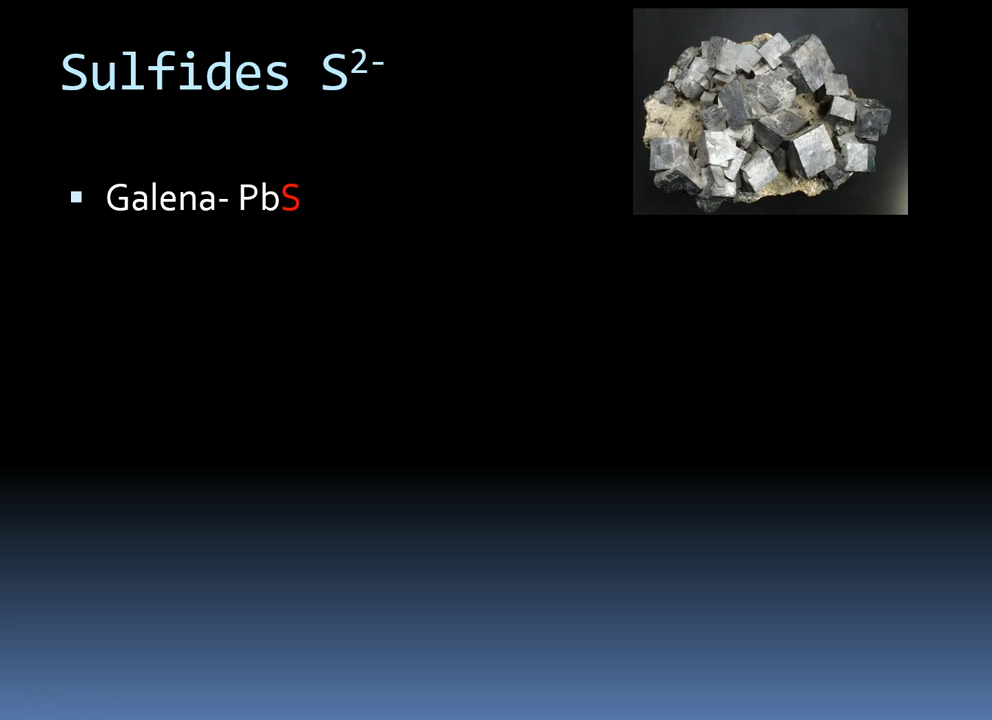 Sulfides S²⁻
▪ Galena- PbS